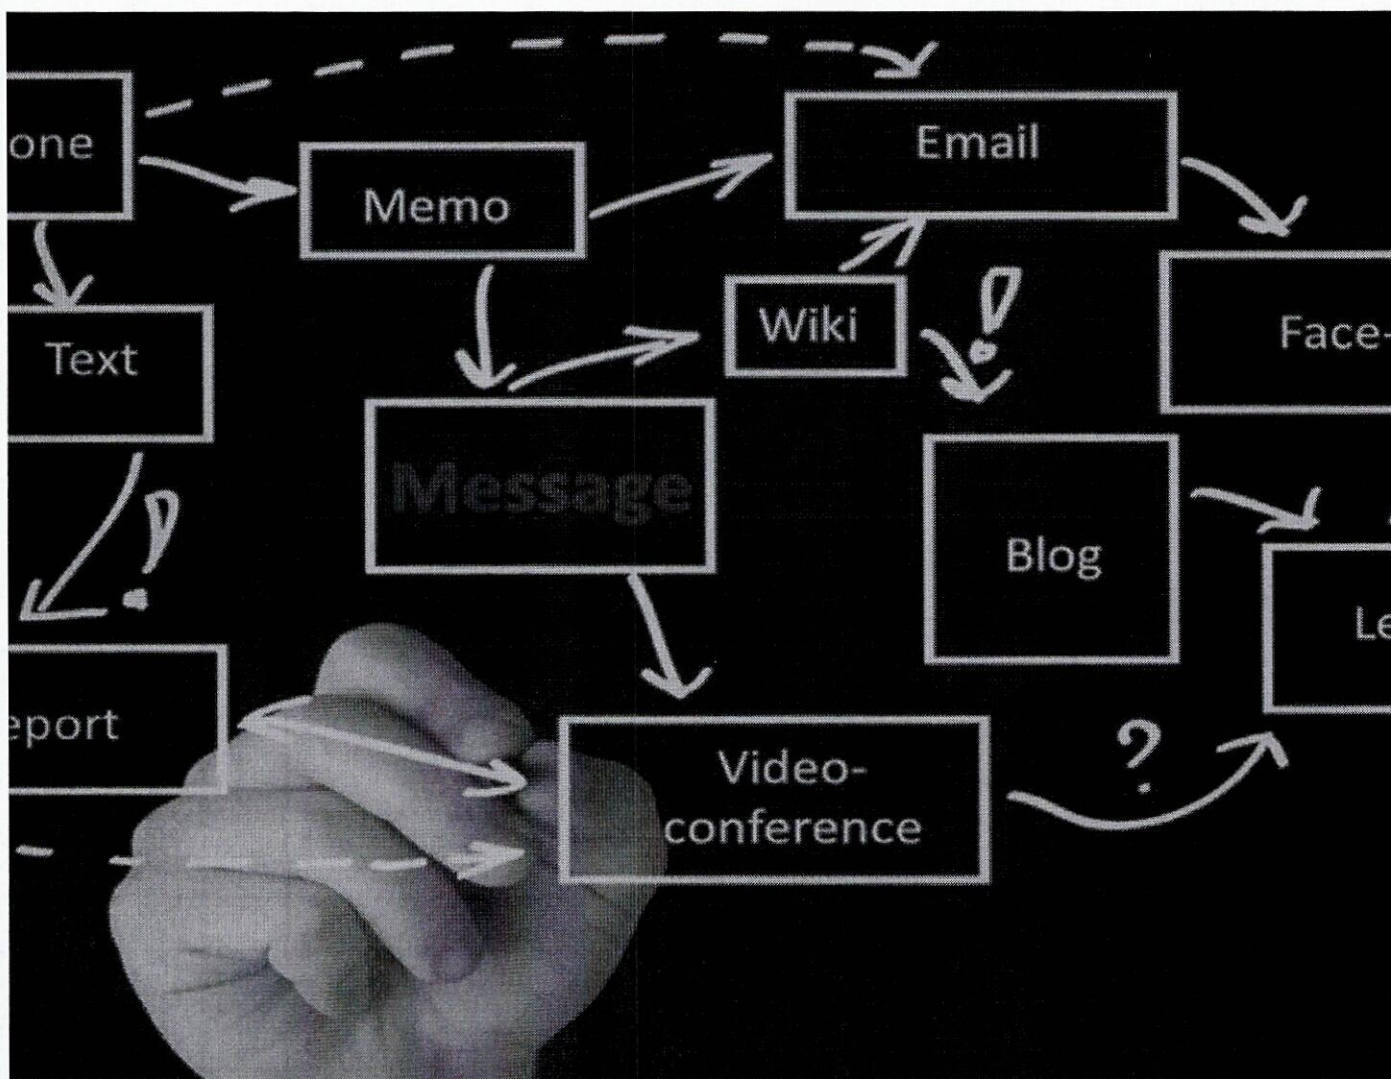 one
Memo
Email
Text
Wiki
Face-
!
Message
!
Blog
Le
eport
Video-
conference
?